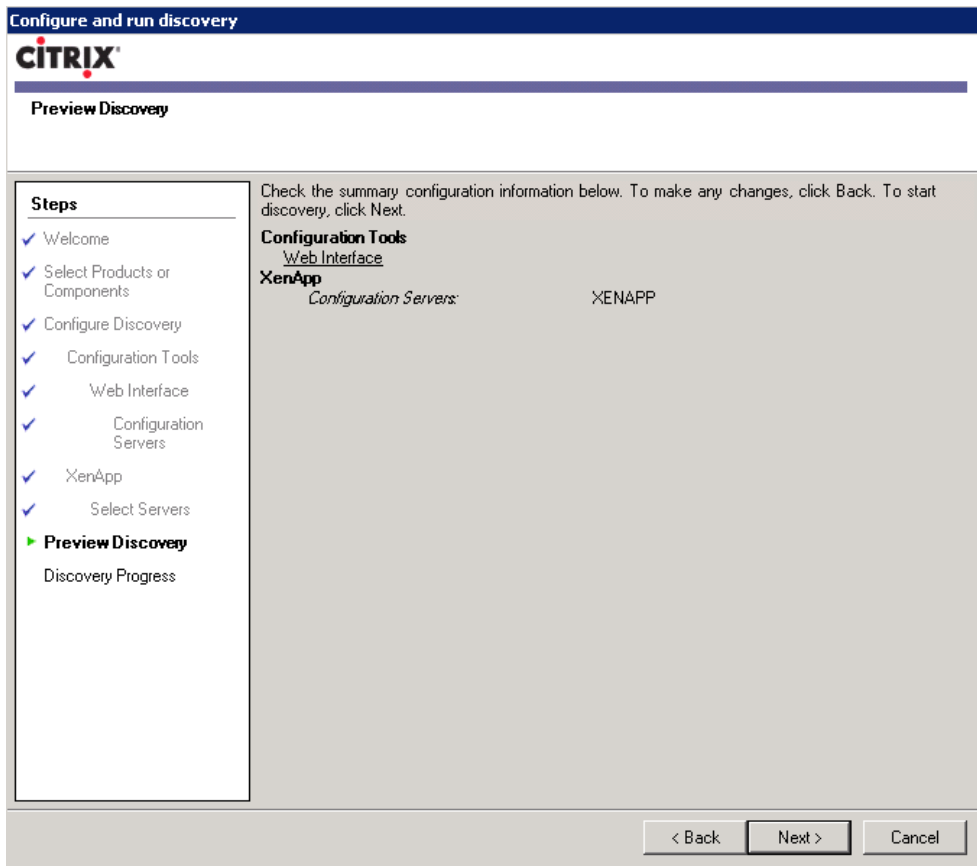 Configure and run discovery
CİTRIX
Preview Discovery
Steps
Welcome
Select Products or
Components
Configure Discovery
Configuration Tools
Web Interface
Configuration
Servers
XenApp
Select Servers
Preview Discovery
Discovery Progress
Check the summary configuration information below. To make any changes, click Back. To start
discovery, click Next.
Configuration Tools
Web Interface
XenApp
Configuration Servers: XENAPP
< Back Next > Cancel